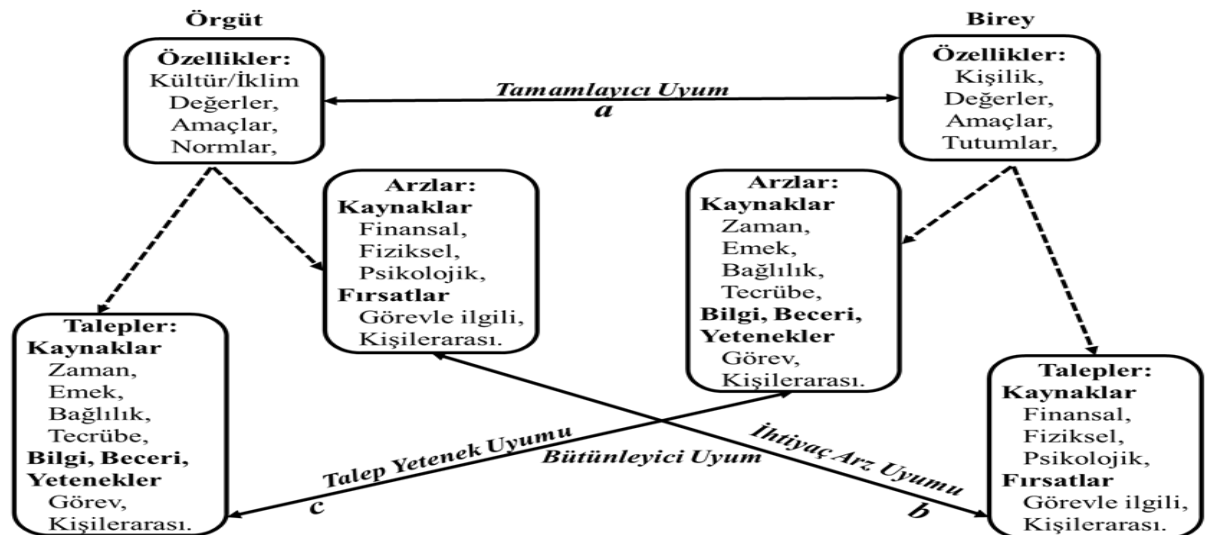 Örgüt
Özellikler:
Kültür/İklim
Değerler,
Amaçlar,
Normlar,
Tamamlayıcı Uyum
a
Birey
Özellikler:
Kişilik,
Değerler,
Amaçlar,
Tutumlar,
Arzlar:
Kaynaklar
Finansal,
Fiziksel,
Psikolojik,
Fırsatlar
Görevle ilgili,
Kişilerarası.
Arzlar:
Kaynaklar
Zaman,
Emek,
Bağlılık,
Tecrübe,
Bilgi, Beceri,
Yetenekler
Görev,
Kişilerarası.
Talepler:
Kaynaklar
Zaman,
Emek,
Bağlılık,
Tecrübe,
Bilgi, Beceri,
Yetenekler
Görev,
Kişilerarası.
Talep Yetenek Uyumu
c
Bütünleyici Uyum
İhtiyaç Arz Uyumu
b
Talepler:
Kaynaklar
Finansal,
Fiziksel,
Psikolojik,
Fırsatlar
Görevle ilgili,
Kişilerarası.